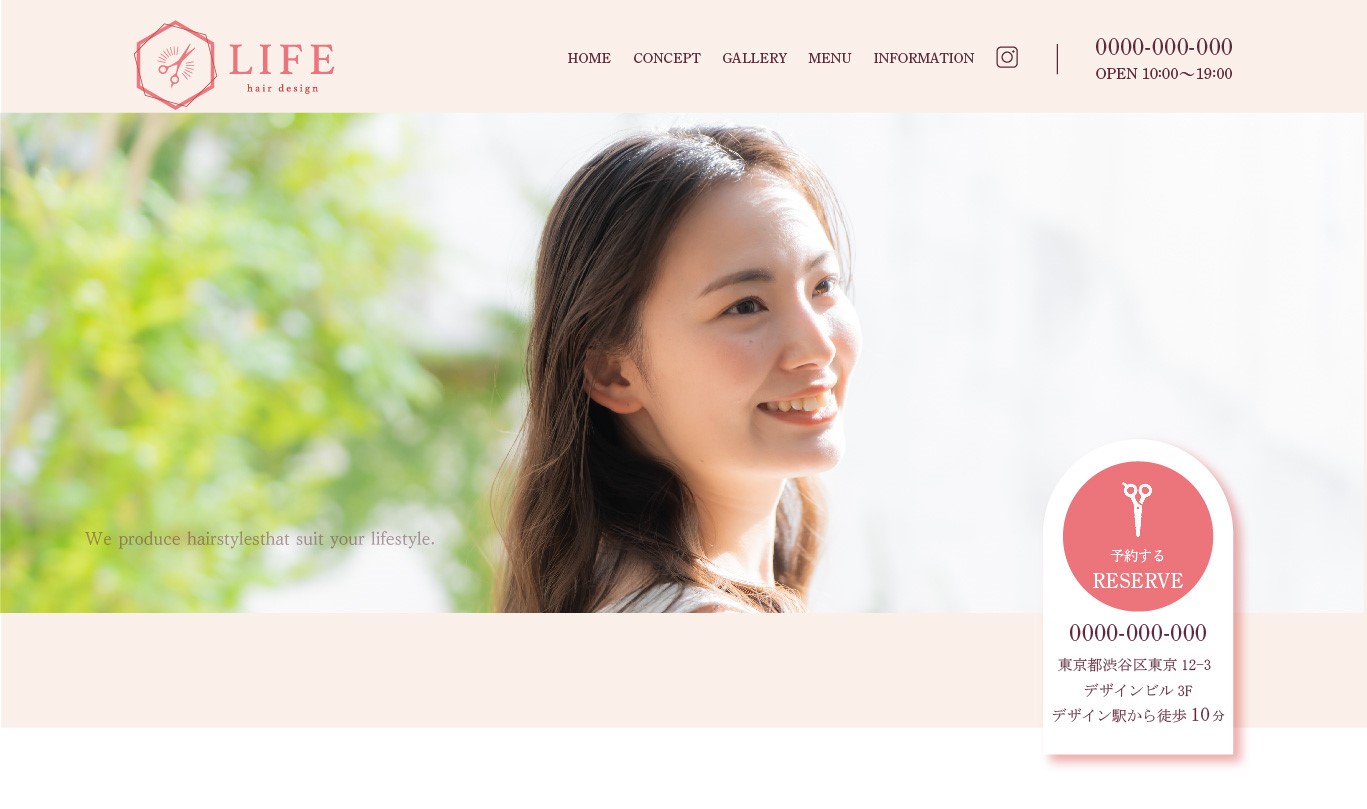 LIFE
hair design
HOME CONCEPT GALLERY MENU INFORMATION
0000-000-000
OPEN 10:00～19:00
We produce hairstylesthat suit your lifestyle.
予約する
RESERVE
0000-000-000
東京都渋谷区東京 12-3
デザインビル 3F
デザイン駅から徒歩 10 分